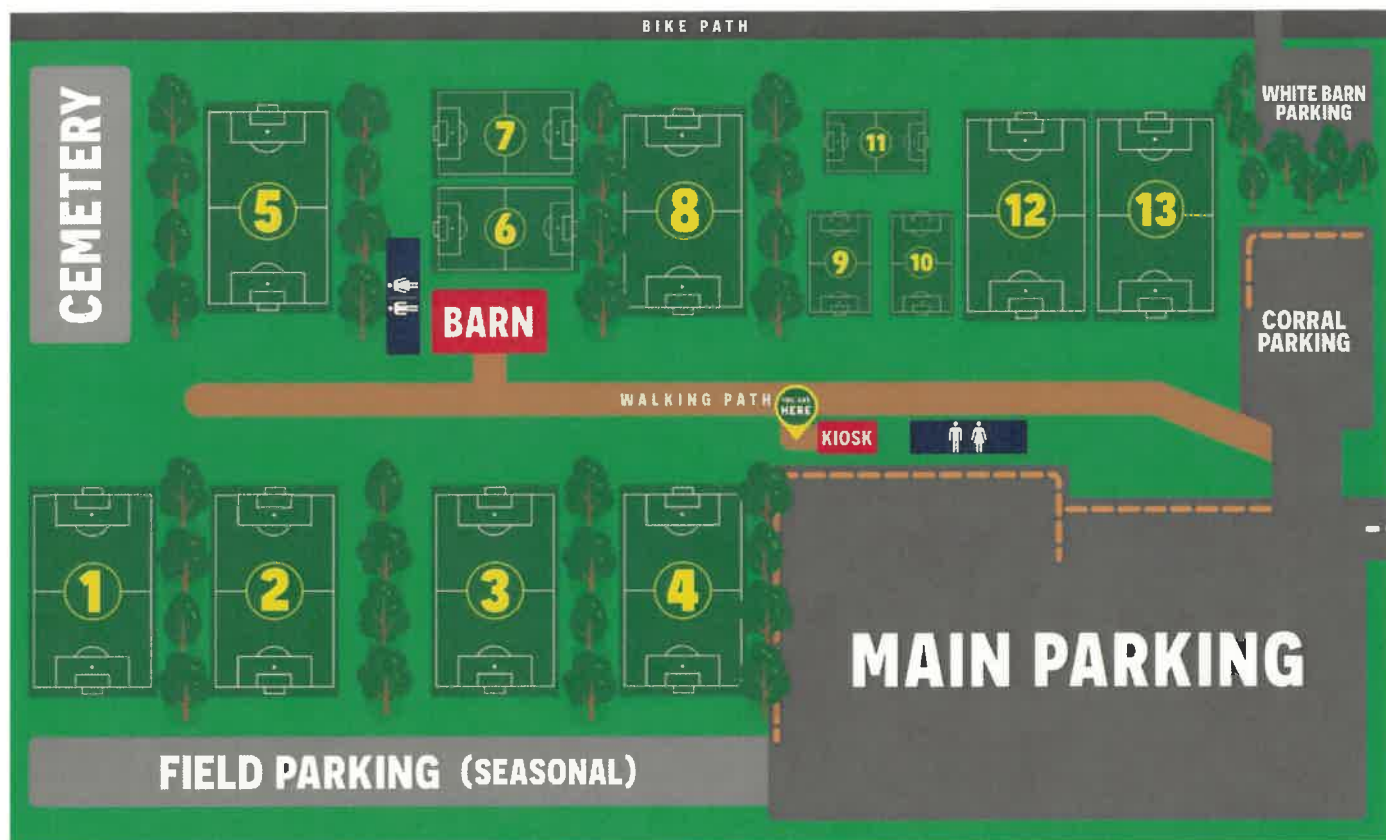 BIKE PATH
CEMETERY
WHITE BARN
PARKING
5
7
6
8
11
9
10
12
13
BARN
CORRAL
PARKING
WALKING PATH
YOU ARE
HERE
KIOSK
1
2
3
4
MAIN PARKING
FIELD PARKING (SEASONAL)